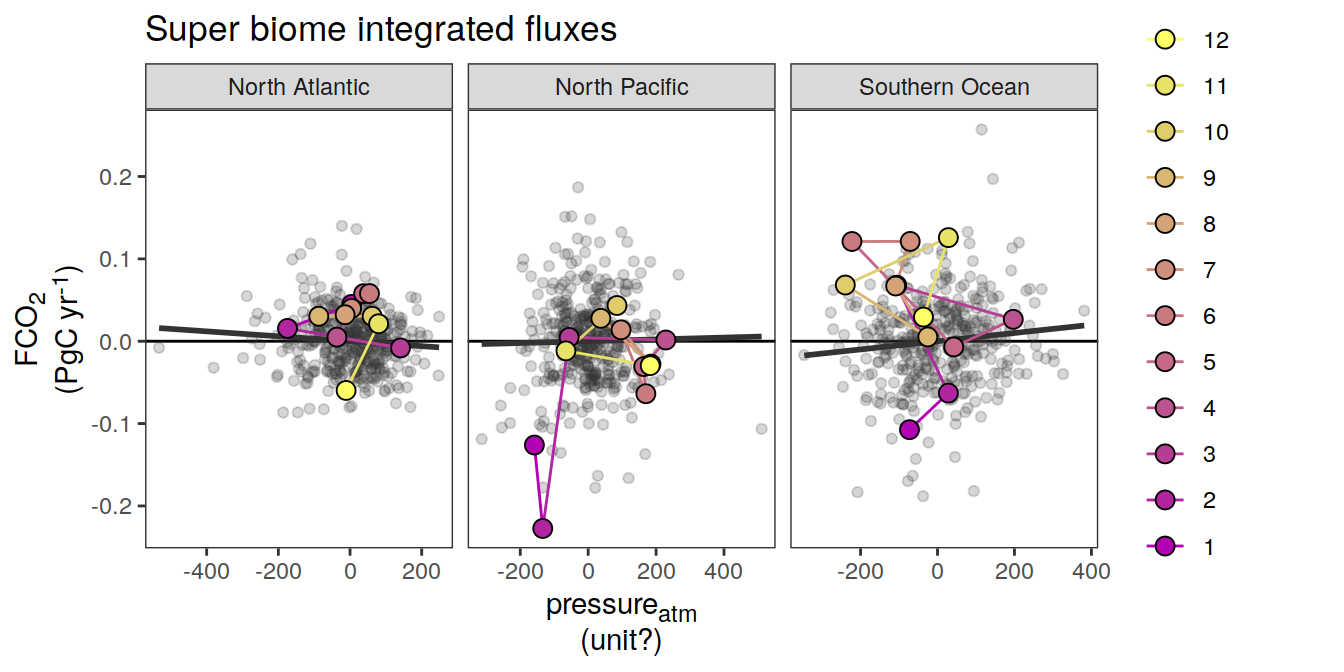 Super biome integrated fluxes
North Atlantic
North Pacific
Southern Ocean
FCO₂
(PgC yr⁻¹)
0.2
0.1
0.0
-0.1
-0.2
-400 -200 0 200
-200 0 200 400
-200 0 200 400
pressureₐₜₘ
(unit?)
12
11
10
9
8
7
6
5
4
3
2
1